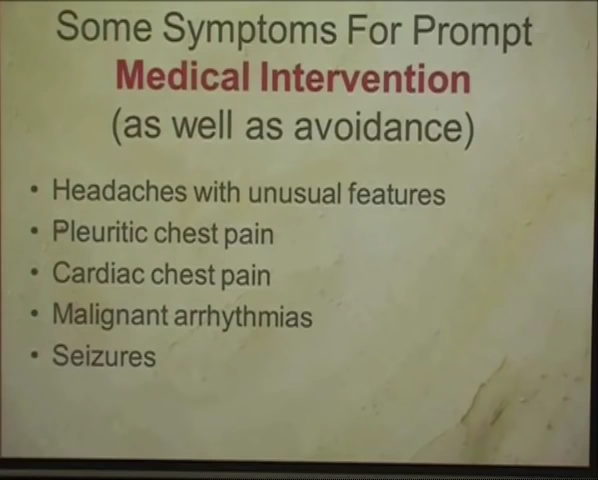 Some Symptoms For Prompt
Medical Intervention
(as well as avoidance)
• Headaches with unusual features
• Pleuritic chest pain
• Cardiac chest pain
• Malignant arrhythmias
• Seizures